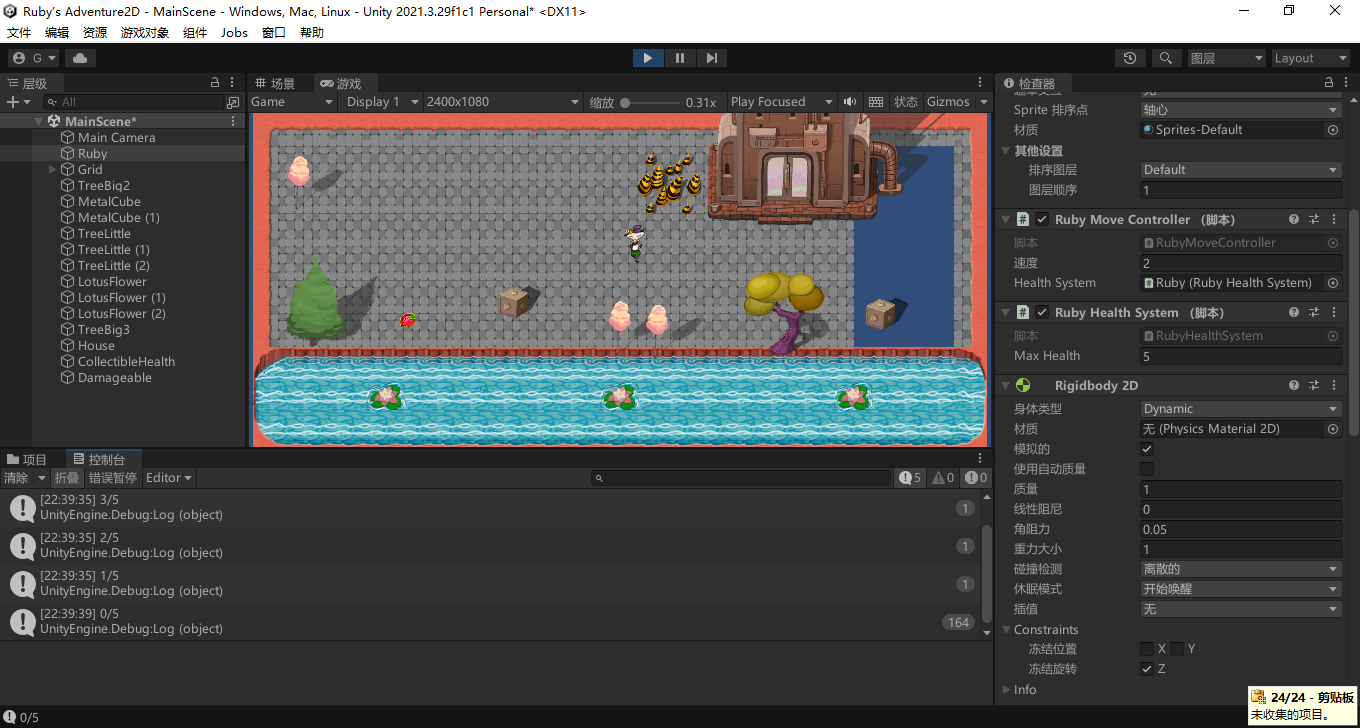 Ruby's Adventure2D - MainScene - Windows, Mac, Linux - Unity 2021.3.29f1c1 Personal* <DX11>
文件 编辑 资源 游戏对象 组件 Jobs 窗口 帮助
G 图层 Layout
层级 场景 游戏 检查器
All Game Display 1 2400x1080 缩放 0.31x Play Focused 状态 Gizmos
MainScene*
Main Camera
Ruby
Grid
TreeBig2
MetalCube
MetalCube (1)
TreeLittle
TreeLittle (1)
TreeLittle (2)
LotusFlower
LotusFlower (1)
LotusFlower (2)
TreeBig3
House
CollectibleHealth
Damageable
Sprite 排序点 轴心
材质 Sprites-Default
其他设置
排序图层 Default
图层顺序 1
Ruby Move Controller （脚本）
脚本 RubyMoveController
速度 2
Health System Ruby (Ruby Health System)
Ruby Health System （脚本）
脚本 RubyHealthSystem
Max Health 5
Rigidbody 2D
身体类型 Dynamic
材质 无 (Physics Material 2D)
模拟的
使用自动质量
质量 1
线性阻尼 0
角阻力 0.05
重力大小 1
碰撞检测 离散的
休眠模式 开始唤醒
插值 无
Constraints
冻结位置 X Y
冻结旋转 Z
Info
项目 控制台
清除 折叠 错误暂停 Editor 5 0 0
[22:39:35] 3/5
UnityEngine.Debug:Log (object) 1
[22:39:35] 2/5
UnityEngine.Debug:Log (object) 1
[22:39:35] 1/5
UnityEngine.Debug:Log (object) 1
[22:39:39] 0/5
UnityEngine.Debug:Log (object) 164
0/5
24/24 - 剪贴板
未收集的项目。